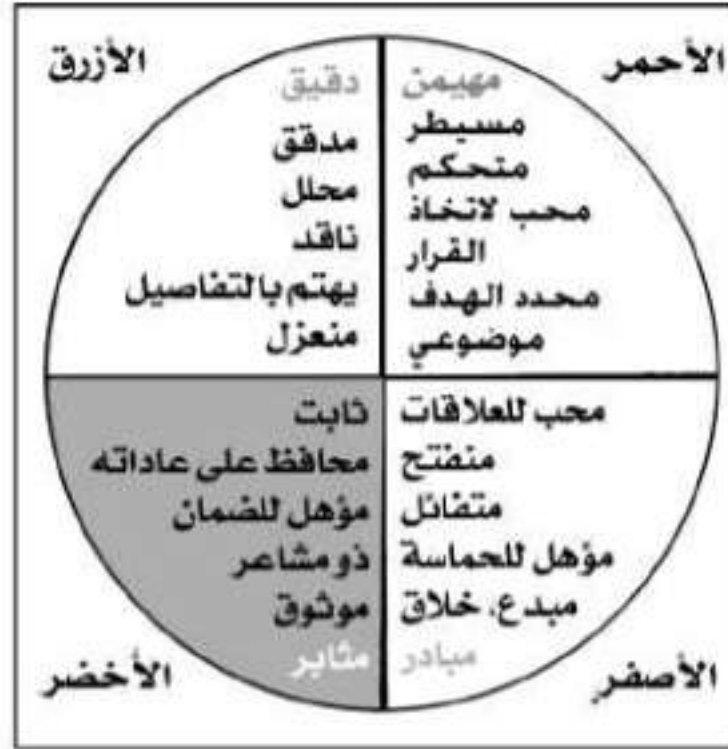 الأحمر
مهيمن
مسيطر
متحكم
محب لاتخاذ
القرار
محدد الهدف
موضوعي
الأزرق
دقيق
مدقق
محلل
ناقد
يهتم بالتفاصيل
منعزل
محب للعلاقات
منفتح
متفائل
مؤهل للحماسة
مبدع، خلاق
مبادر
الأصفر
ثابت
محافظ على عاداته
مؤهل للضمان
ذو مشاعر
موثوق
مثابر
الأخضر